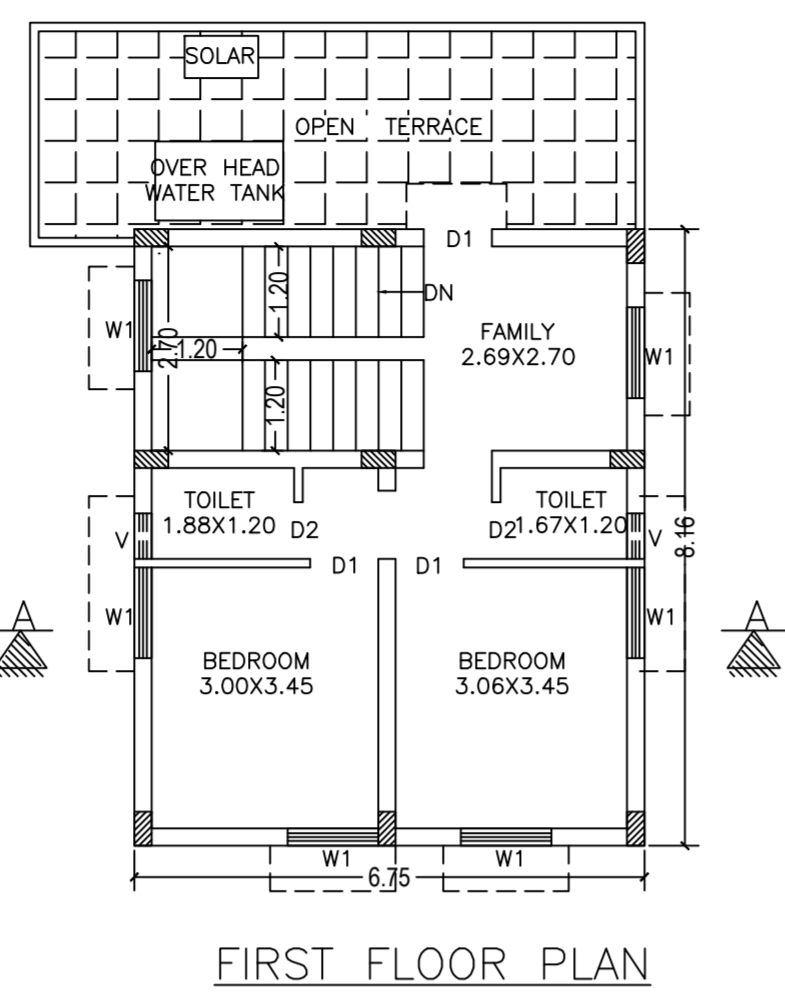 SOLAR
OPEN TERRACE
OVER HEAD
WATER TANK
D1
1.20
DN
W1
2.70
1.20
FAMILY
2.69X2.70
W1
1.20
TOILET
1.88X1.20
D2
TOILET
1.67X1.20
D2
V
V
8.16
D1
D1
A
W1
W1
A
BEDROOM
3.00X3.45
BEDROOM
3.06X3.45
W1
W1
6.75
FIRST FLOOR PLAN